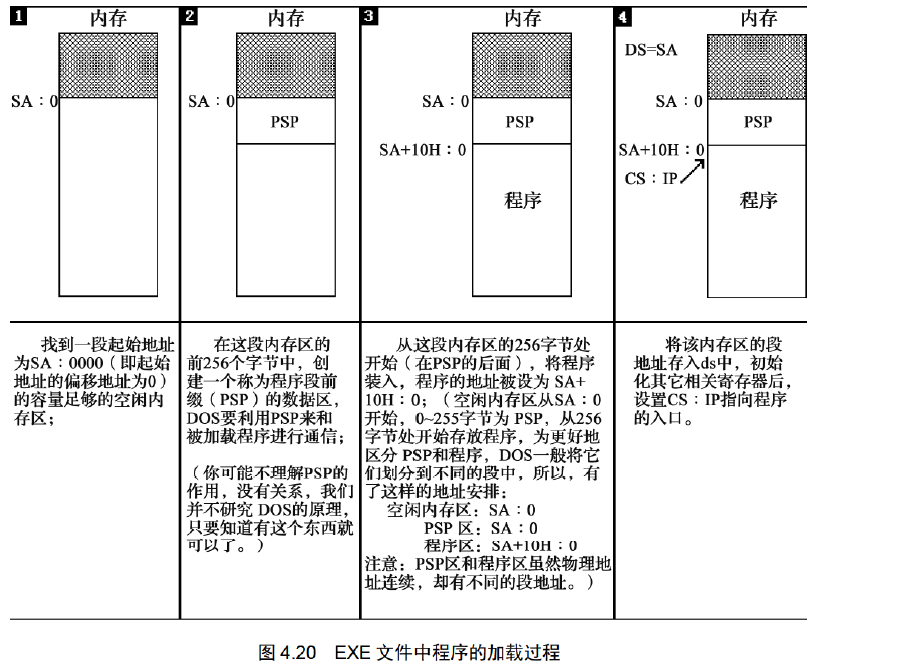 1
内存
SA：0
2
内存
SA：0
PSP
3
内存
SA：0
PSP
SA+10H：0
程序
4
内存
DS=SA
SA：0
PSP
SA+10H：0
CS：IP
程序
找到一段起始地址
为SA：0000（即起始
地址的偏移地址为0）
的容量足够的空闲内
存区；
在这段内存区的
前256个字节中，创
建一个称为程序段前
缀（PSP）的数据区，
DOS要利用PSP来和
被加载程序进行通信；
（你可能不理解PSP的
作用，没有关系，我们
并不研究 DOS的原理，
只要知道有这个东西就
可以了。）
从这段内存区的256字节处
开始（在PSP的后面），将程序
装入，程序的地址被设为 SA+
10H：0；（空闲内存区从SA：0
开始，0~255字节为 PSP，从256
字节处开始存放程序，为更好地
区分 PSP和程序，DOS一般将它
们划分到不同的段中，所以，有
了这样的地址安排：
空闲内存区：SA：0
PSP 区：SA：0
程序区：SA+10H：0
注意：PSP区和程序区虽然物理地
址连续，却有不同的段地址。）
将该内存区的段
地址存入ds中，初始
化其它相关寄存器后，
设置CS：IP指向程序
的入口。
图 4.20 EXE 文件中程序的加载过程